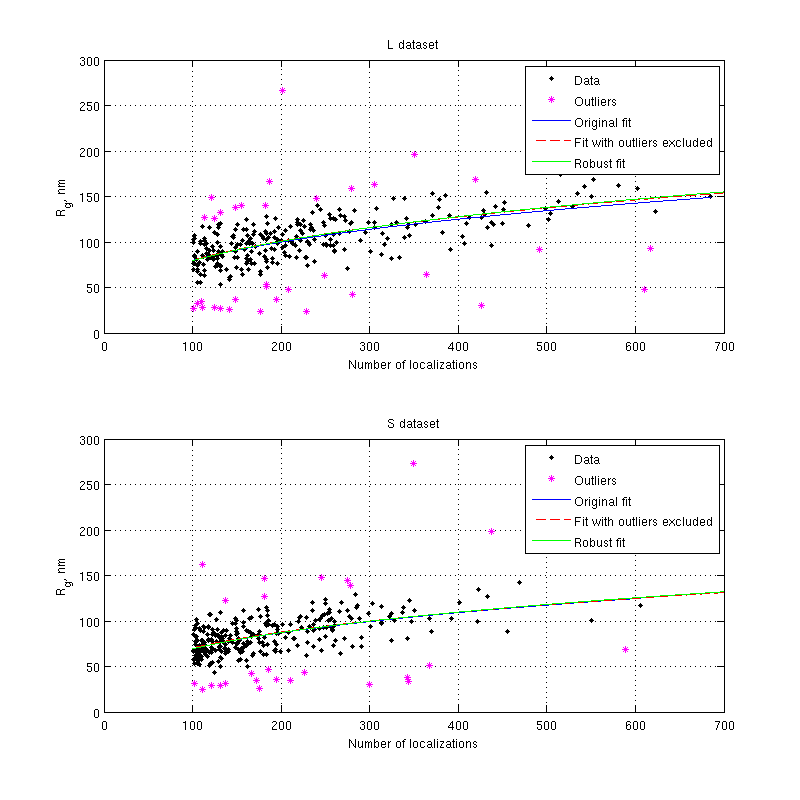 L dataset
300
250
200
150
100
50
0
R_g, nm
Data
Outliers
Original fit
Fit with outliers excluded
Robust fit
0 100 200 300 400 500 600 700
Number of localizations
S dataset
300
250
200
150
100
50
0
R_g, nm
Data
Outliers
Original fit
Fit with outliers excluded
Robust fit
0 100 200 300 400 500 600 700
Number of localizations